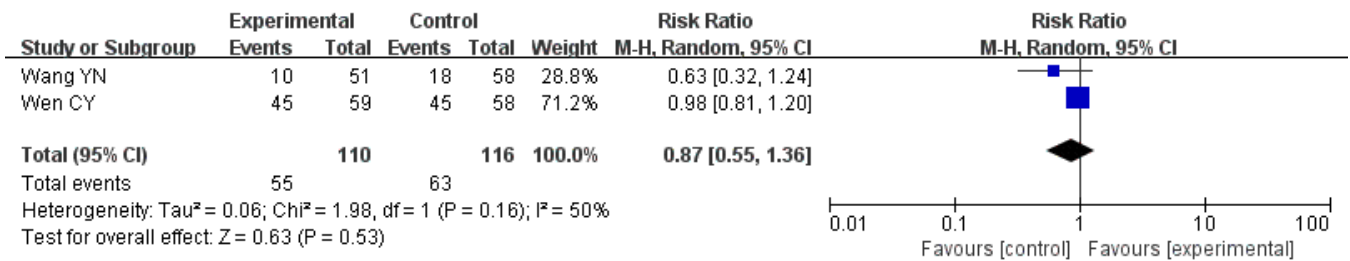 Experimental Control Risk Ratio Risk Ratio
Study or Subgroup Events Total Events Total Weight M-H, Random, 95% CI M-H, Random, 95% CI
Wang YN 10 51 18 58 28.8% 0.63 [0.32, 1.24]
Wen CY 45 59 45 58 71.2% 0.98 [0.81, 1.20]
Total (95% CI) 110 116 100.0% 0.87 [0.55, 1.36]
Total events 55 63
Heterogeneity: Tau² = 0.06; Chi² = 1.98, df = 1 (P = 0.16); I² = 50%
Test for overall effect: Z = 0.63 (P = 0.53)
0.01 0.1 1 10 100
Favours [control] Favours [experimental]